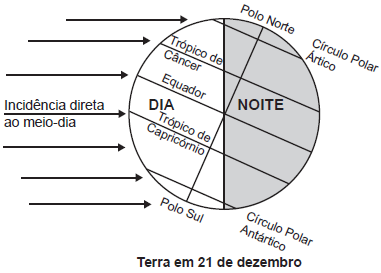 Polo Norte
Círculo Polar
Ártico
Trópico de
Câncer
Equador
Incidência direta
ao meio-dia
DIA
NOITE
Trópico de
Capricórnio
Polo Sul
Círculo Polar
Antártico
Terra em 21 de dezembro